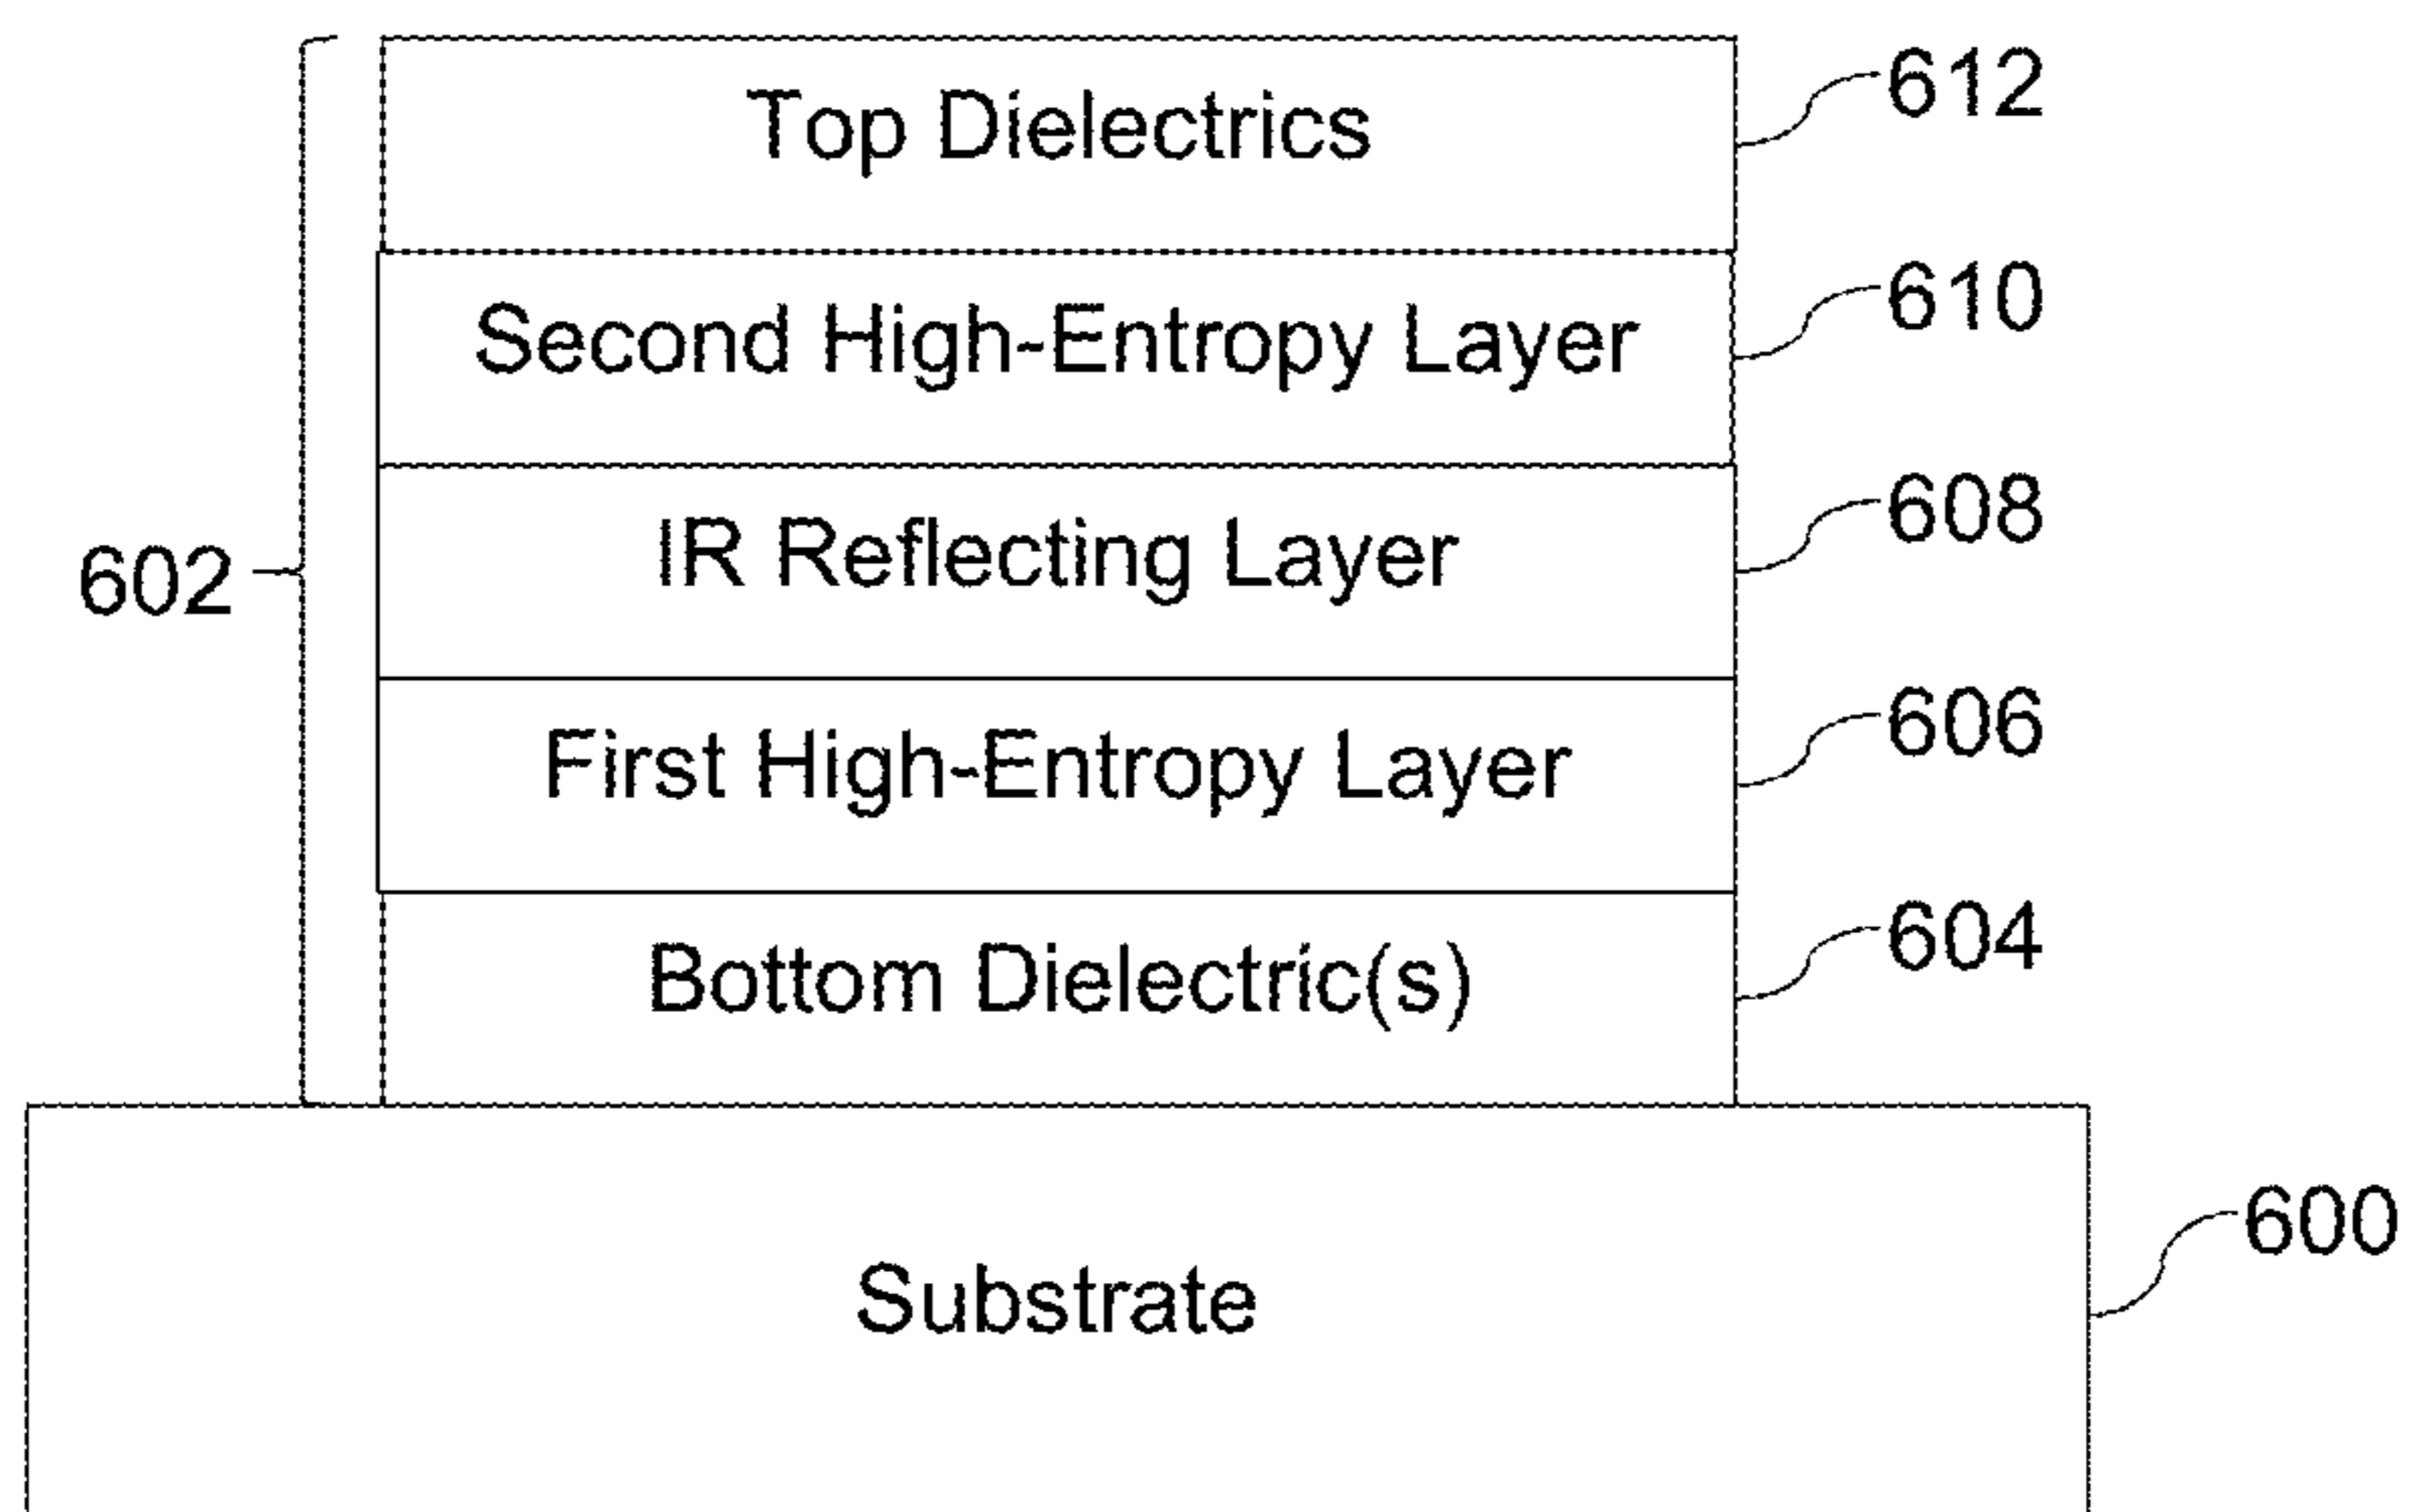 Top Dielectrics
612
Second High-Entropy Layer
610
IR Reflecting Layer
608
602
First High-Entropy Layer
606
Bottom Dielectric(s)
604
Substrate
600